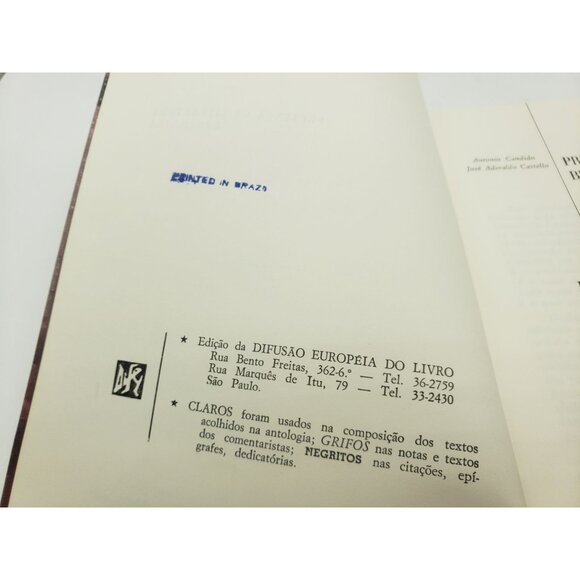 PRINTED IN BRAZIL
★ Edição da DIFUSÃO EUROPÉIA DO LIVRO
Rua Bento Freitas, 362-6.º — Tel. 36-2759
Rua Marquês de Itu, 79 — Tel. 33-2430
São Paulo.
★ CLAROS foram usados na composição dos textos
acolhidos na antologia; GRIFOS nas notas e textos
dos comentaristas; NEGRITOS nas citações, epí-
grafes, dedicatórias.
Antonio Candido
José Aderaldo Castello